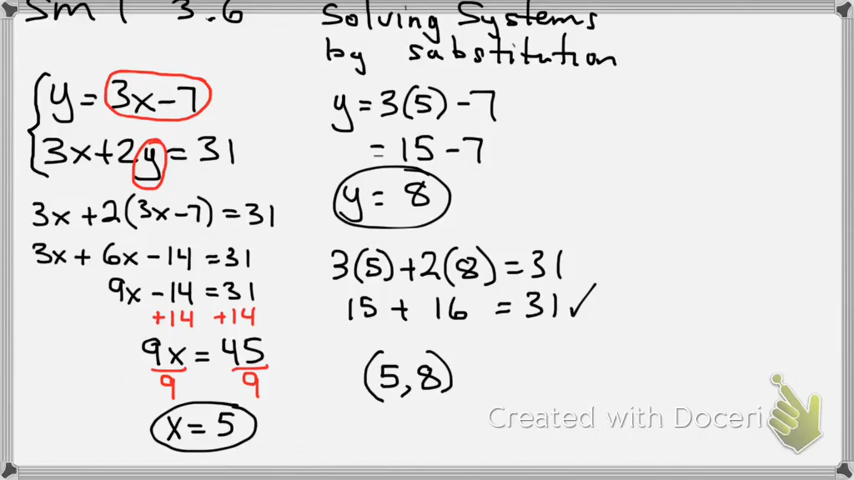 Sm 1 3.6
Solving Systems
by substitution
y = 3x-7
3x+2y = 31
3x + 2(3x-7) = 31
3x + 6x - 14 = 31
9x - 14 = 31
+14 +14
9x = 45
9 9
x = 5
y = 3(5) - 7
= 15 - 7
y = 8
3(5) + 2(8) = 31
15 + 16 = 31 ✓
(5, 8)
Created with Doceri